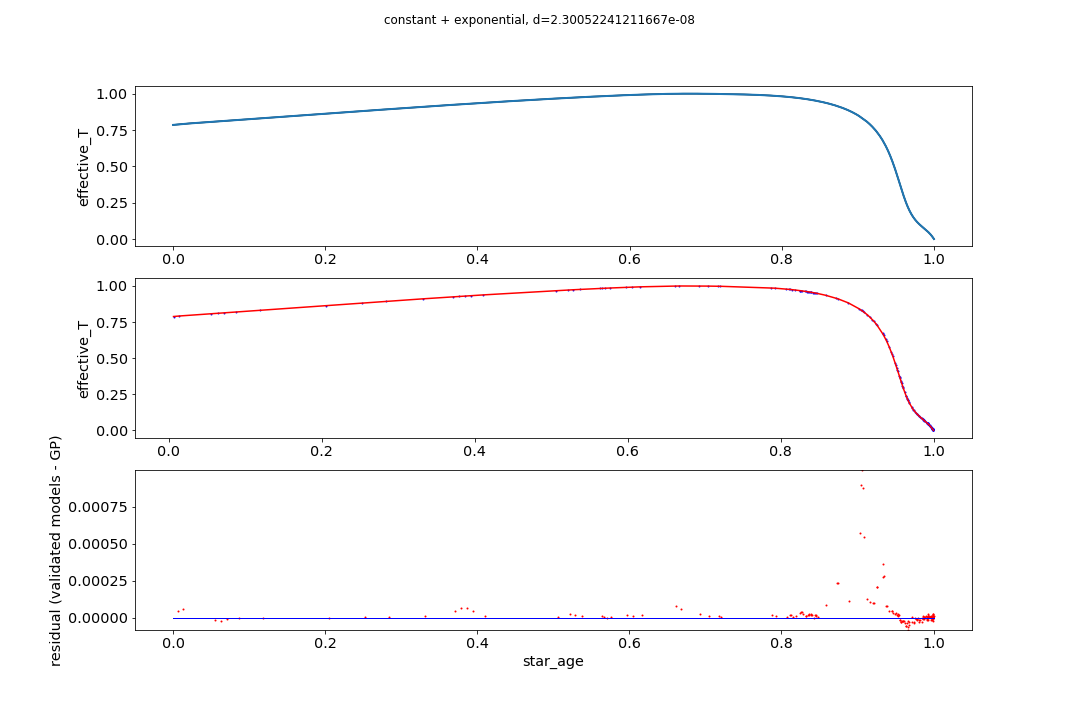 constant + exponential, d=2.30052241211667e-08
1.00
0.75
0.50
0.25
0.00
effective_T
0.0 0.2 0.4 0.6 0.8 1.0
1.00
0.75
0.50
0.25
0.00
effective_T
0.0 0.2 0.4 0.6 0.8 1.0
0.00075
0.00050
0.00025
0.00000
residual (validated models - GP)
0.0 0.2 0.4 0.6 0.8 1.0
star_age